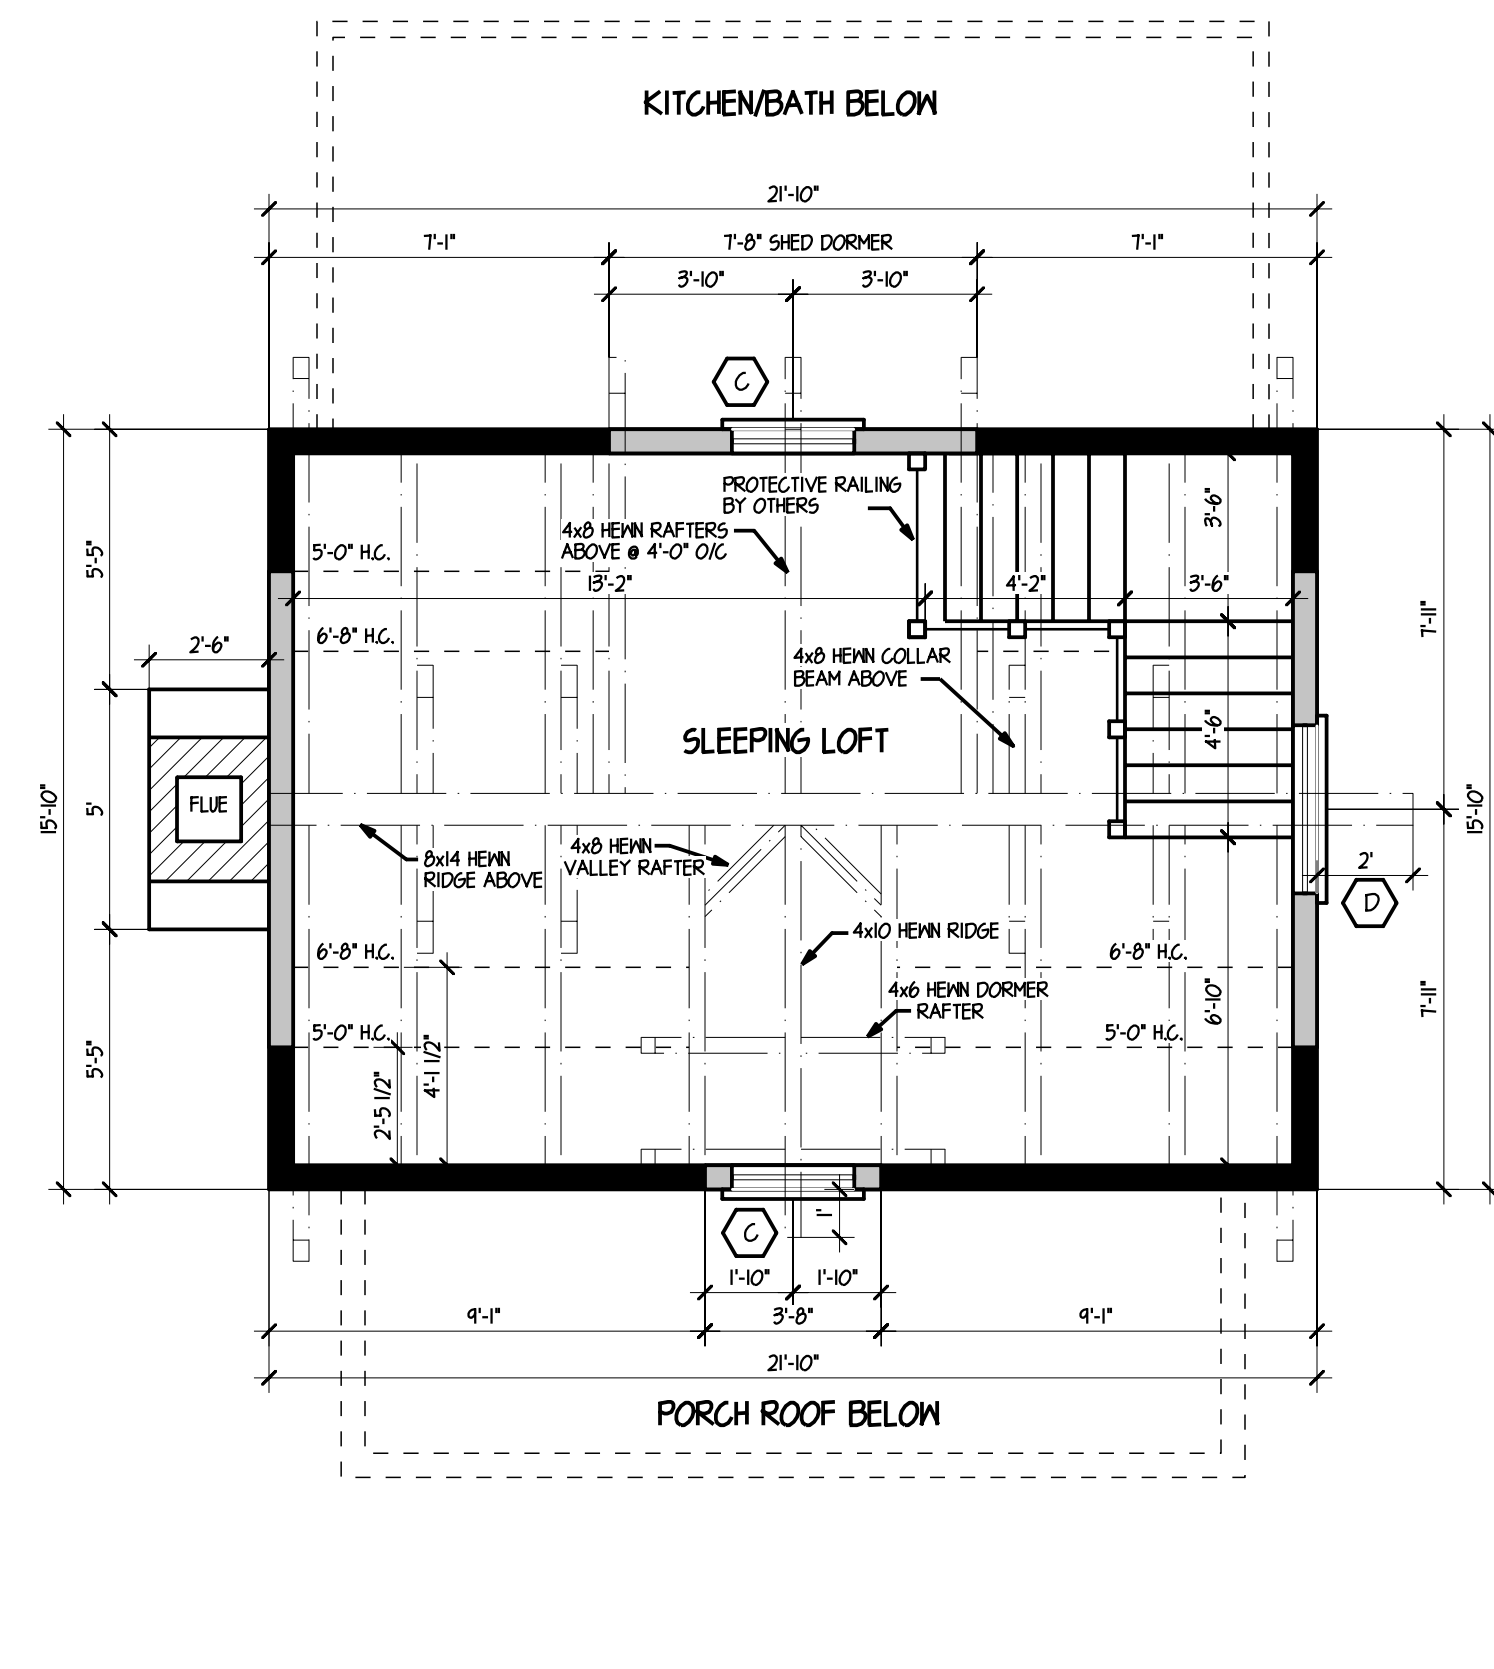 KITCHEN/BATH BELOW
21'-10"
7'-1"
7'-8" SHED DORMER
7'-1"
3'-10"
3'-10"
C
PROTECTIVE RAILING
BY OTHERS
4x8 HEWN RAFTERS
ABOVE @ 4'-0" O/C
3'-6"
5'-5"
5'-0" H.C.
13'-2"
4'-2"
3'-6"
7'-11"
2'-6"
6'-8" H.C.
4x8 HEWN COLLAR
BEAM ABOVE
SLEEPING LOFT
4'-6"
15'-10"
5'
FLUE
15'-10"
8x14 HEWN
RIDGE ABOVE
4x8 HEWN
VALLEY RAFTER
2'
D
4x10 HEWN RIDGE
6'-8" H.C.
6'-8" H.C.
4x6 HEWN DORMER
RAFTER
6'-10"
7'-11"
5'-5"
5'-0" H.C.
5'-0" H.C.
4'-1 1/2"
2'-5 1/2"
C
1'
1'-10"
1'-10"
9'-1"
3'-8"
9'-1"
21'-10"
PORCH ROOF BELOW